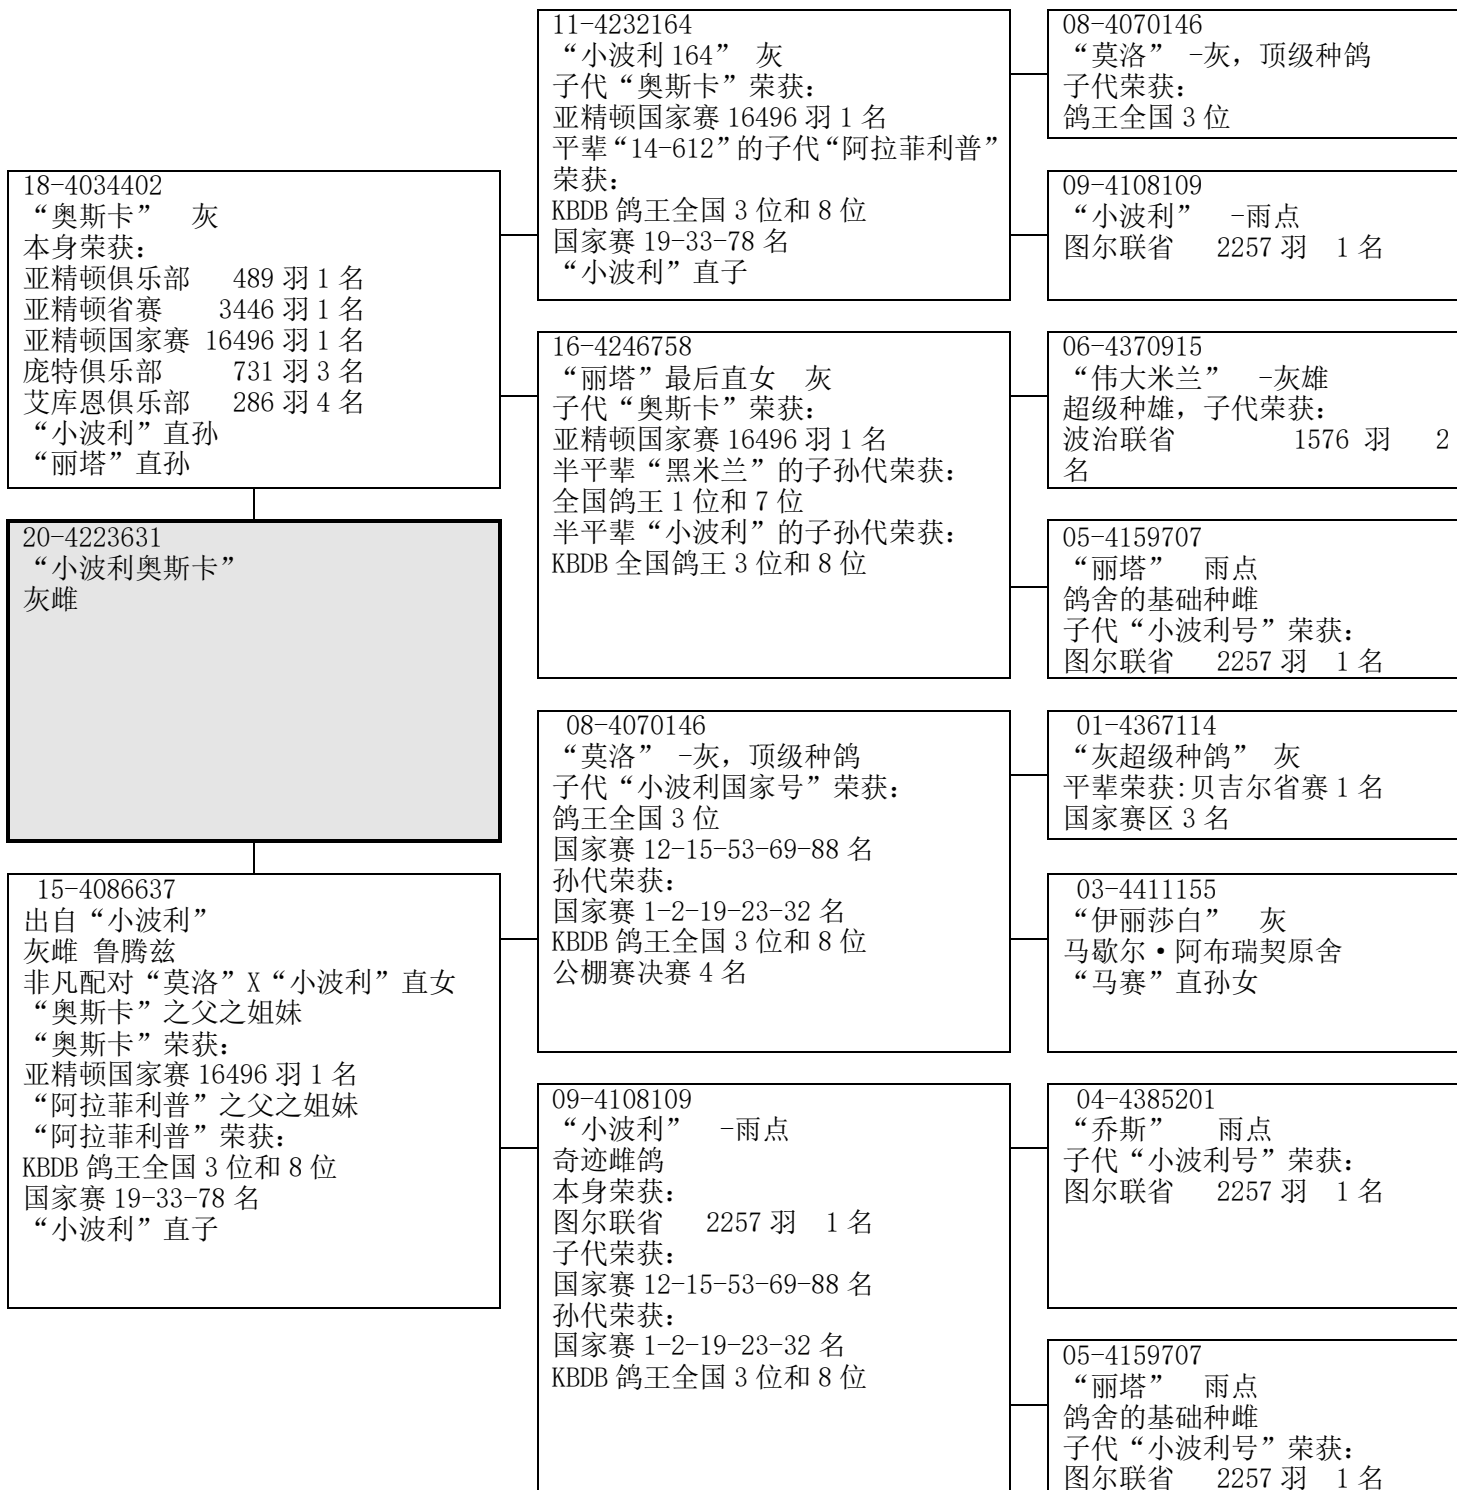 18-4034402
“奥斯卡” 灰
本身荣获：
亚精顿俱乐部 489 羽 1 名
亚精顿省赛 3446 羽 1 名
亚精顿国家赛 16496 羽 1 名
庞特俱乐部 731 羽 3 名
艾库恩俱乐部 286 羽 4 名
“小波利”直孙
“丽塔”直孙
20-4223631
“小波利奥斯卡”
灰雌
15-4086637
出自“小波利”
灰雌 鲁腾兹
非凡配对“莫洛”X“小波利”直女
“奥斯卡”之父之姐妹
“奥斯卡”荣获：
亚精顿国家赛 16496 羽 1 名
“阿拉菲利普”之父之姐妹
“阿拉菲利普”荣获：
KBDB 鸽王全国 3 位和 8 位
国家赛 19-33-78 名
“小波利”直子
11-4232164
“小波利 164” 灰
子代“奥斯卡”荣获：
亚精顿国家赛 16496 羽 1 名
平辈“14-612”的子代“阿拉菲利普”
荣获：
KBDB 鸽王全国 3 位和 8 位
国家赛 19-33-78 名
“小波利”直子
16-4246758
“丽塔”最后直女 灰
子代“奥斯卡”荣获：
亚精顿国家赛 16496 羽 1 名
半平辈“黑米兰”的子孙代荣获：
全国鸽王 1 位和 7 位
半平辈“小波利”的子孙代荣获：
KBDB 全国鸽王 3 位和 8 位
08-4070146
“莫洛” -灰，顶级种鸽
子代“小波利国家号”荣获：
鸽王全国 3 位
国家赛 12-15-53-69-88 名
孙代荣获：
国家赛 1-2-19-23-32 名
KBDB 鸽王全国 3 位和 8 位
公棚赛决赛 4 名
09-4108109
“小波利” -雨点
奇迹雌鸽
本身荣获：
图尔联省 2257 羽 1 名
子代荣获：
国家赛 12-15-53-69-88 名
孙代荣获：
国家赛 1-2-19-23-32 名
KBDB 鸽王全国 3 位和 8 位
08-4070146
“莫洛” -灰，顶级种鸽
子代荣获：
鸽王全国 3 位
09-4108109
“小波利” -雨点
图尔联省 2257 羽 1 名
06-4370915
“伟大米兰” -灰雄
超级种雄，子代荣获：
波治联省 1576 羽 2
名
05-4159707
“丽塔” 雨点
鸽舍的基础种雌
子代“小波利号”荣获：
图尔联省 2257 羽 1 名
01-4367114
“灰超级种鸽” 灰
平辈荣获:贝吉尔省赛 1 名
国家赛区 3 名
03-4411155
“伊丽莎白” 灰
马歇尔·阿布瑞契原舍
“马赛”直孙女
04-4385201
“乔斯” 雨点
子代“小波利号”荣获：
图尔联省 2257 羽 1 名
05-4159707
“丽塔” 雨点
鸽舍的基础种雌
子代“小波利号”荣获：
图尔联省 2257 羽 1 名